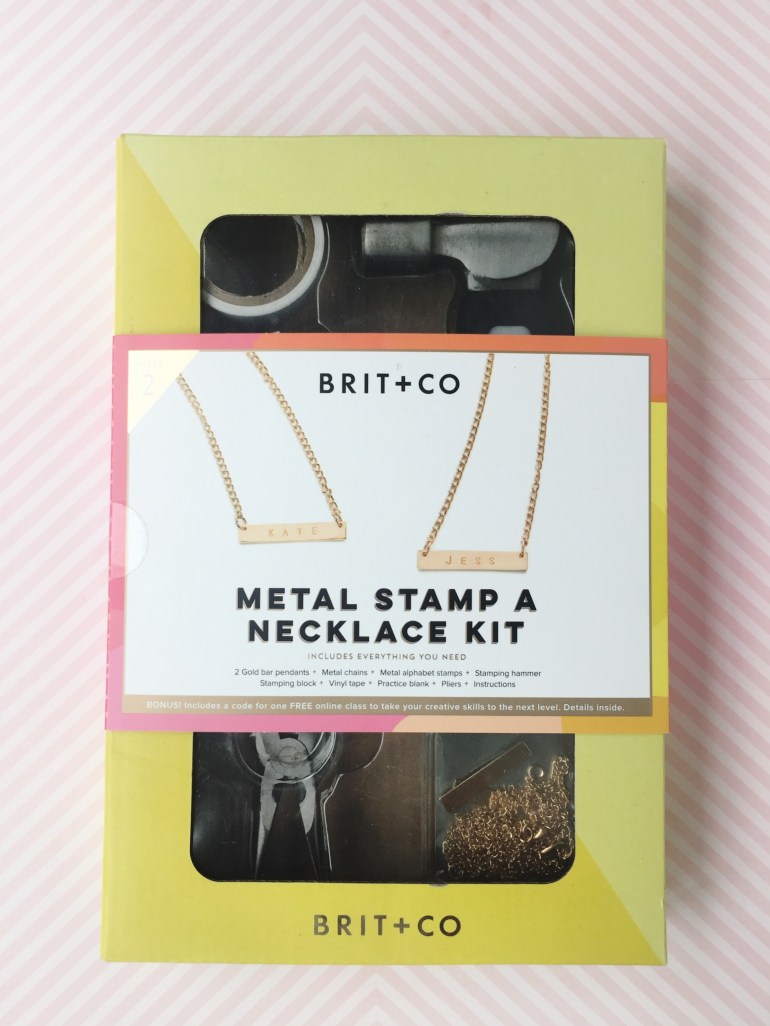 2
BRIT+CO
KATE
JESS
METAL STAMP A
NECKLACE KIT
INCLUDES EVERYTHING YOU NEED
2 Gold bar pendants + Metal chains + Metal alphabet stamps + Stamping hammer
Stamping block + Vinyl tape + Practice blank + Pliers + Instructions
BONUS! Includes a code for one FREE online class to take your creative skills to the next level. Details inside.
BRIT+CO